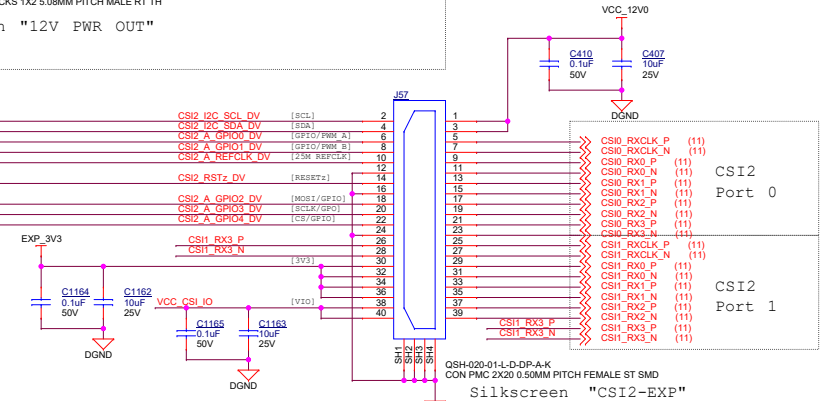 CKS 1X2 5.08MM PITCH MALE RT TH
n "12V PWR OUT"
VCC_12V0
C410
0.1uF
50V
C407
10uF
25V
DGND
J57
CSI2_I2C_SCL_DV [SCL] 2
CSI2_I2C_SDA_DV [SDA] 4
CSI2_A_GPIO0_DV [GPIO/PWM_A] 6
CSI2_A_GPIO1_DV [GPIO/PWM_B] 8
CSI2_A_REFCLK_DV [25M REFCLK] 10
12
CSI2_RSTz_DV [RESETz] 14
16
CSI2_A_GPIO2_DV [MOSI/GPIO] 18
CSI2_A_GPIO3_DV [SCLK/GPO] 20
CSI2_A_GPIO4_DV [CS/GPIO] 22
24
CSI1_RX3_P 26
CSI1_RX3_N 28
[3V3] 30
32
34
36
VCC_CSI_IO [VIO] 38
40
1
3
5 CSI0_RXCLK_P (11)
7 CSI0_RXCLK_N (11)
9 CSI0_RX0_P (11)
11 CSI0_RX0_N (11)
13 CSI0_RX1_P (11)
15 CSI0_RX1_N (11)
17 CSI0_RX2_P (11)
19 CSI0_RX2_N (11)
21 CSI0_RX3_P (11)
23 CSI0_RX3_N (11)
25 CSI1_RXCLK_P (11)
27 CSI1_RXCLK_N (11)
29 CSI1_RX0_P (11)
31 CSI1_RX0_N (11)
33 CSI1_RX1_P (11)
35 CSI1_RX1_N (11)
37 CSI1_RX2_P (11)
39 CSI1_RX2_N (11)
CSI1_RX3_P CSI1_RX3_P (11)
CSI1_RX3_N CSI1_RX3_N (11)
CSI2
Port 0
CSI2
Port 1
EXP_3V3
C1164
0.1uF
50V
C1162
10uF
25V
DGND
C1165
0.1uF
50V
C1163
10uF
25V
DGND
SH1
SH2
SH3
SH4
QSH-020-01-L-D-DP-A-K
CON PMC 2X20 0.50MM PITCH FEMALE ST SMD
Silkscreen "CSI2-EXP"